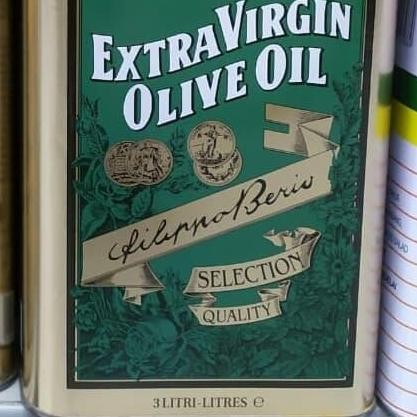 EXTRA VIRGIN
OLIVE OIL
Filippo Berio
SELECTION
QUALITY
3 LITRI-LITRES ℮